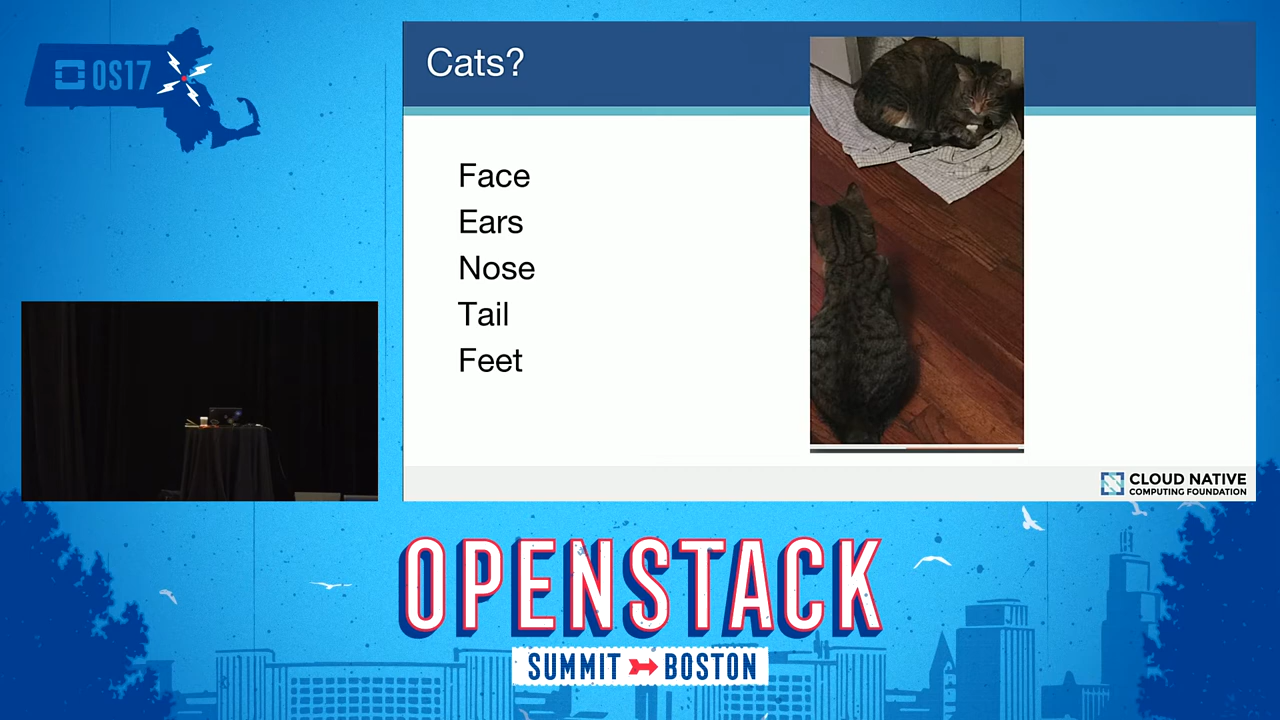 OS17
Cats?
Face
Ears
Nose
Tail
Feet
CLOUD NATIVE
COMPUTING FOUNDATION
OPENSTACK
SUMMIT BOSTON